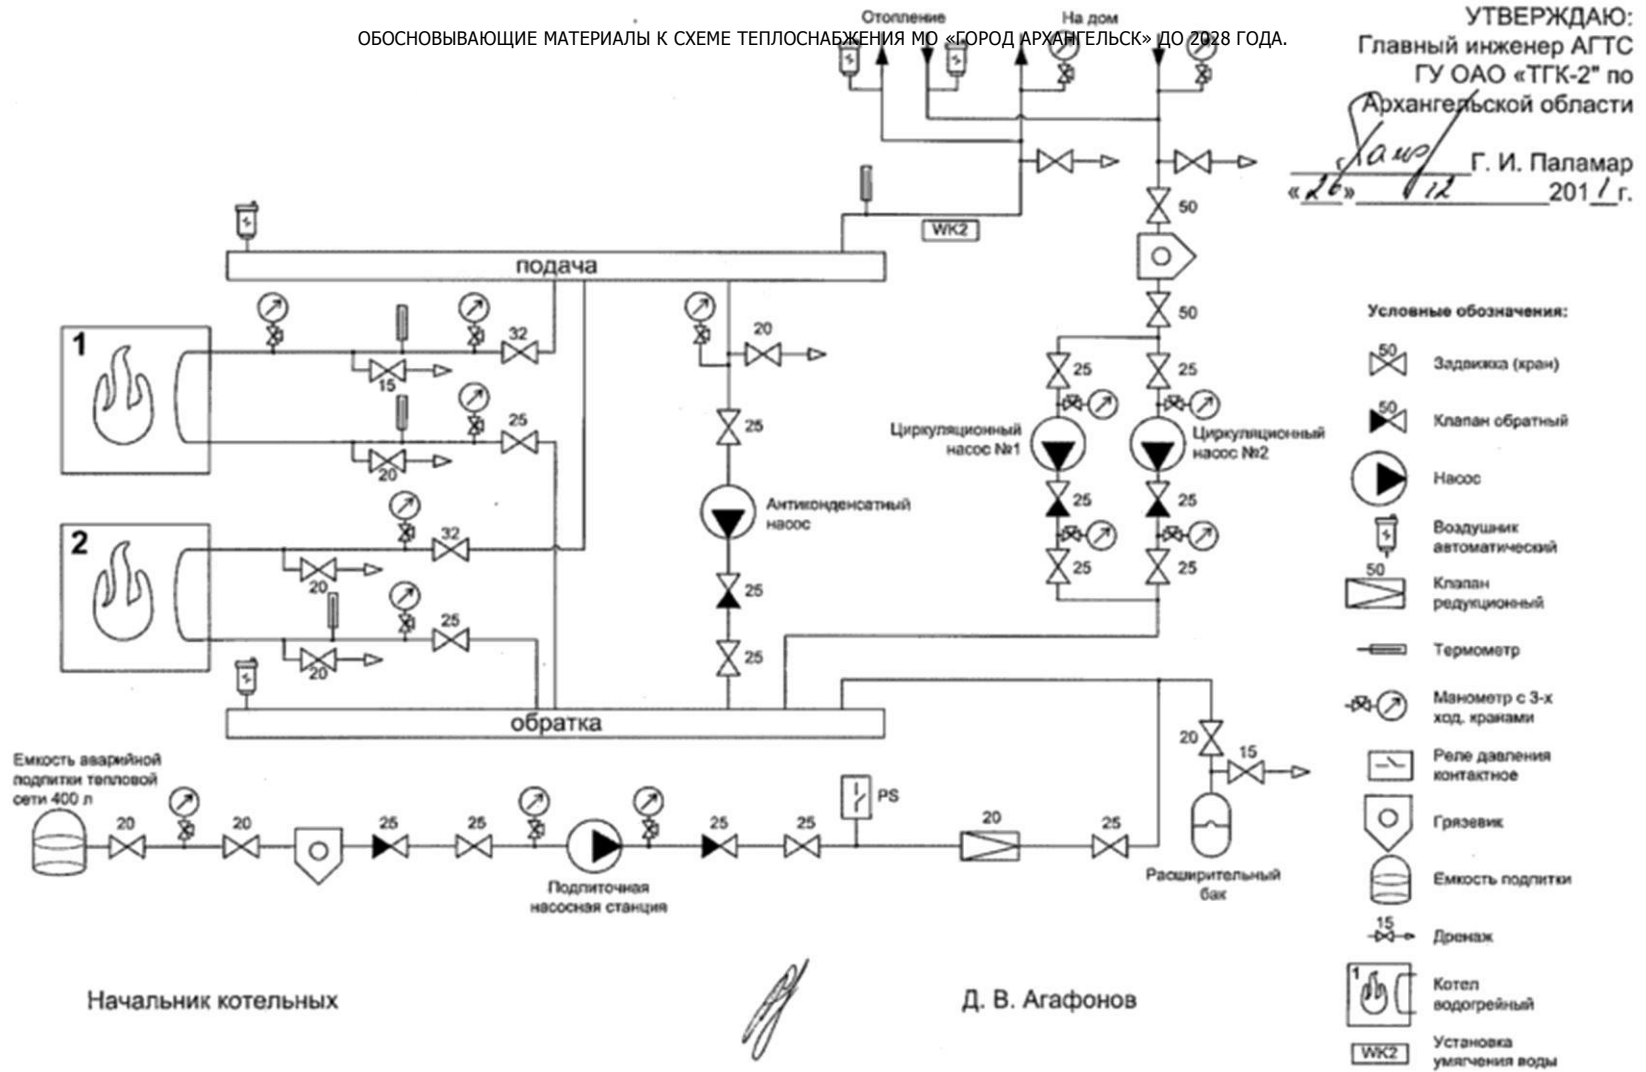 Отопление
На дом
ОБОСНОВЫВАЮЩИЕ МАТЕРИАЛЫ К СХЕМЕ ТЕПЛОСНАБЖЕНИЯ МО «ГОРОД АРХАНГЕЛЬСК» ДО 2028 ГОДА.
УТВЕРЖДАЮ:
Главный инженер АГТС
ГУ ОАО «ТГК-2" по
Архангельской области
Г. И. Паламар
«26» 12 2011 г.
50
WK2
подача
50
1
32
15
25
20
20
25
25
25
Циркуляционный
насос №1
Циркуляционный
насос №2
25
25
25
25
Антиконденсатный
насос
25
25
2
32
20
25
20
обратка
Емкость аварийной
подпитки тепловой
сети 400 л
20
20
25
25
Подпиточная
насосная станция
25
25
PS
20
25
20
15
Расширительный
бак
Условные обозначения:
50
Задвижка (кран)
50
Клапан обратный
Насос
Воздушник
автоматический
50
Клапан
редукционный
Термометр
Манометр с 3-х
ход. кранами
Реле давления
контактное
Грязевик
Емкость подпитки
15
Дренаж
1
Котел
водогрейный
WK2
Установка
умягчения воды
Начальник котельных
Д. В. Агафонов